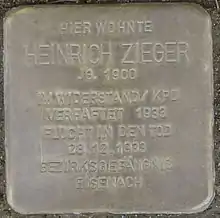 HIER WOHNTE
HEINRICH ZIEGER
JG. 1900
IM WIDERSTAND / KPD
VERHAFTET 1933
FLUCHT IN DEN TOD
28.12.1933
BEZIRKSGEFÄNGNIS
EISENACH